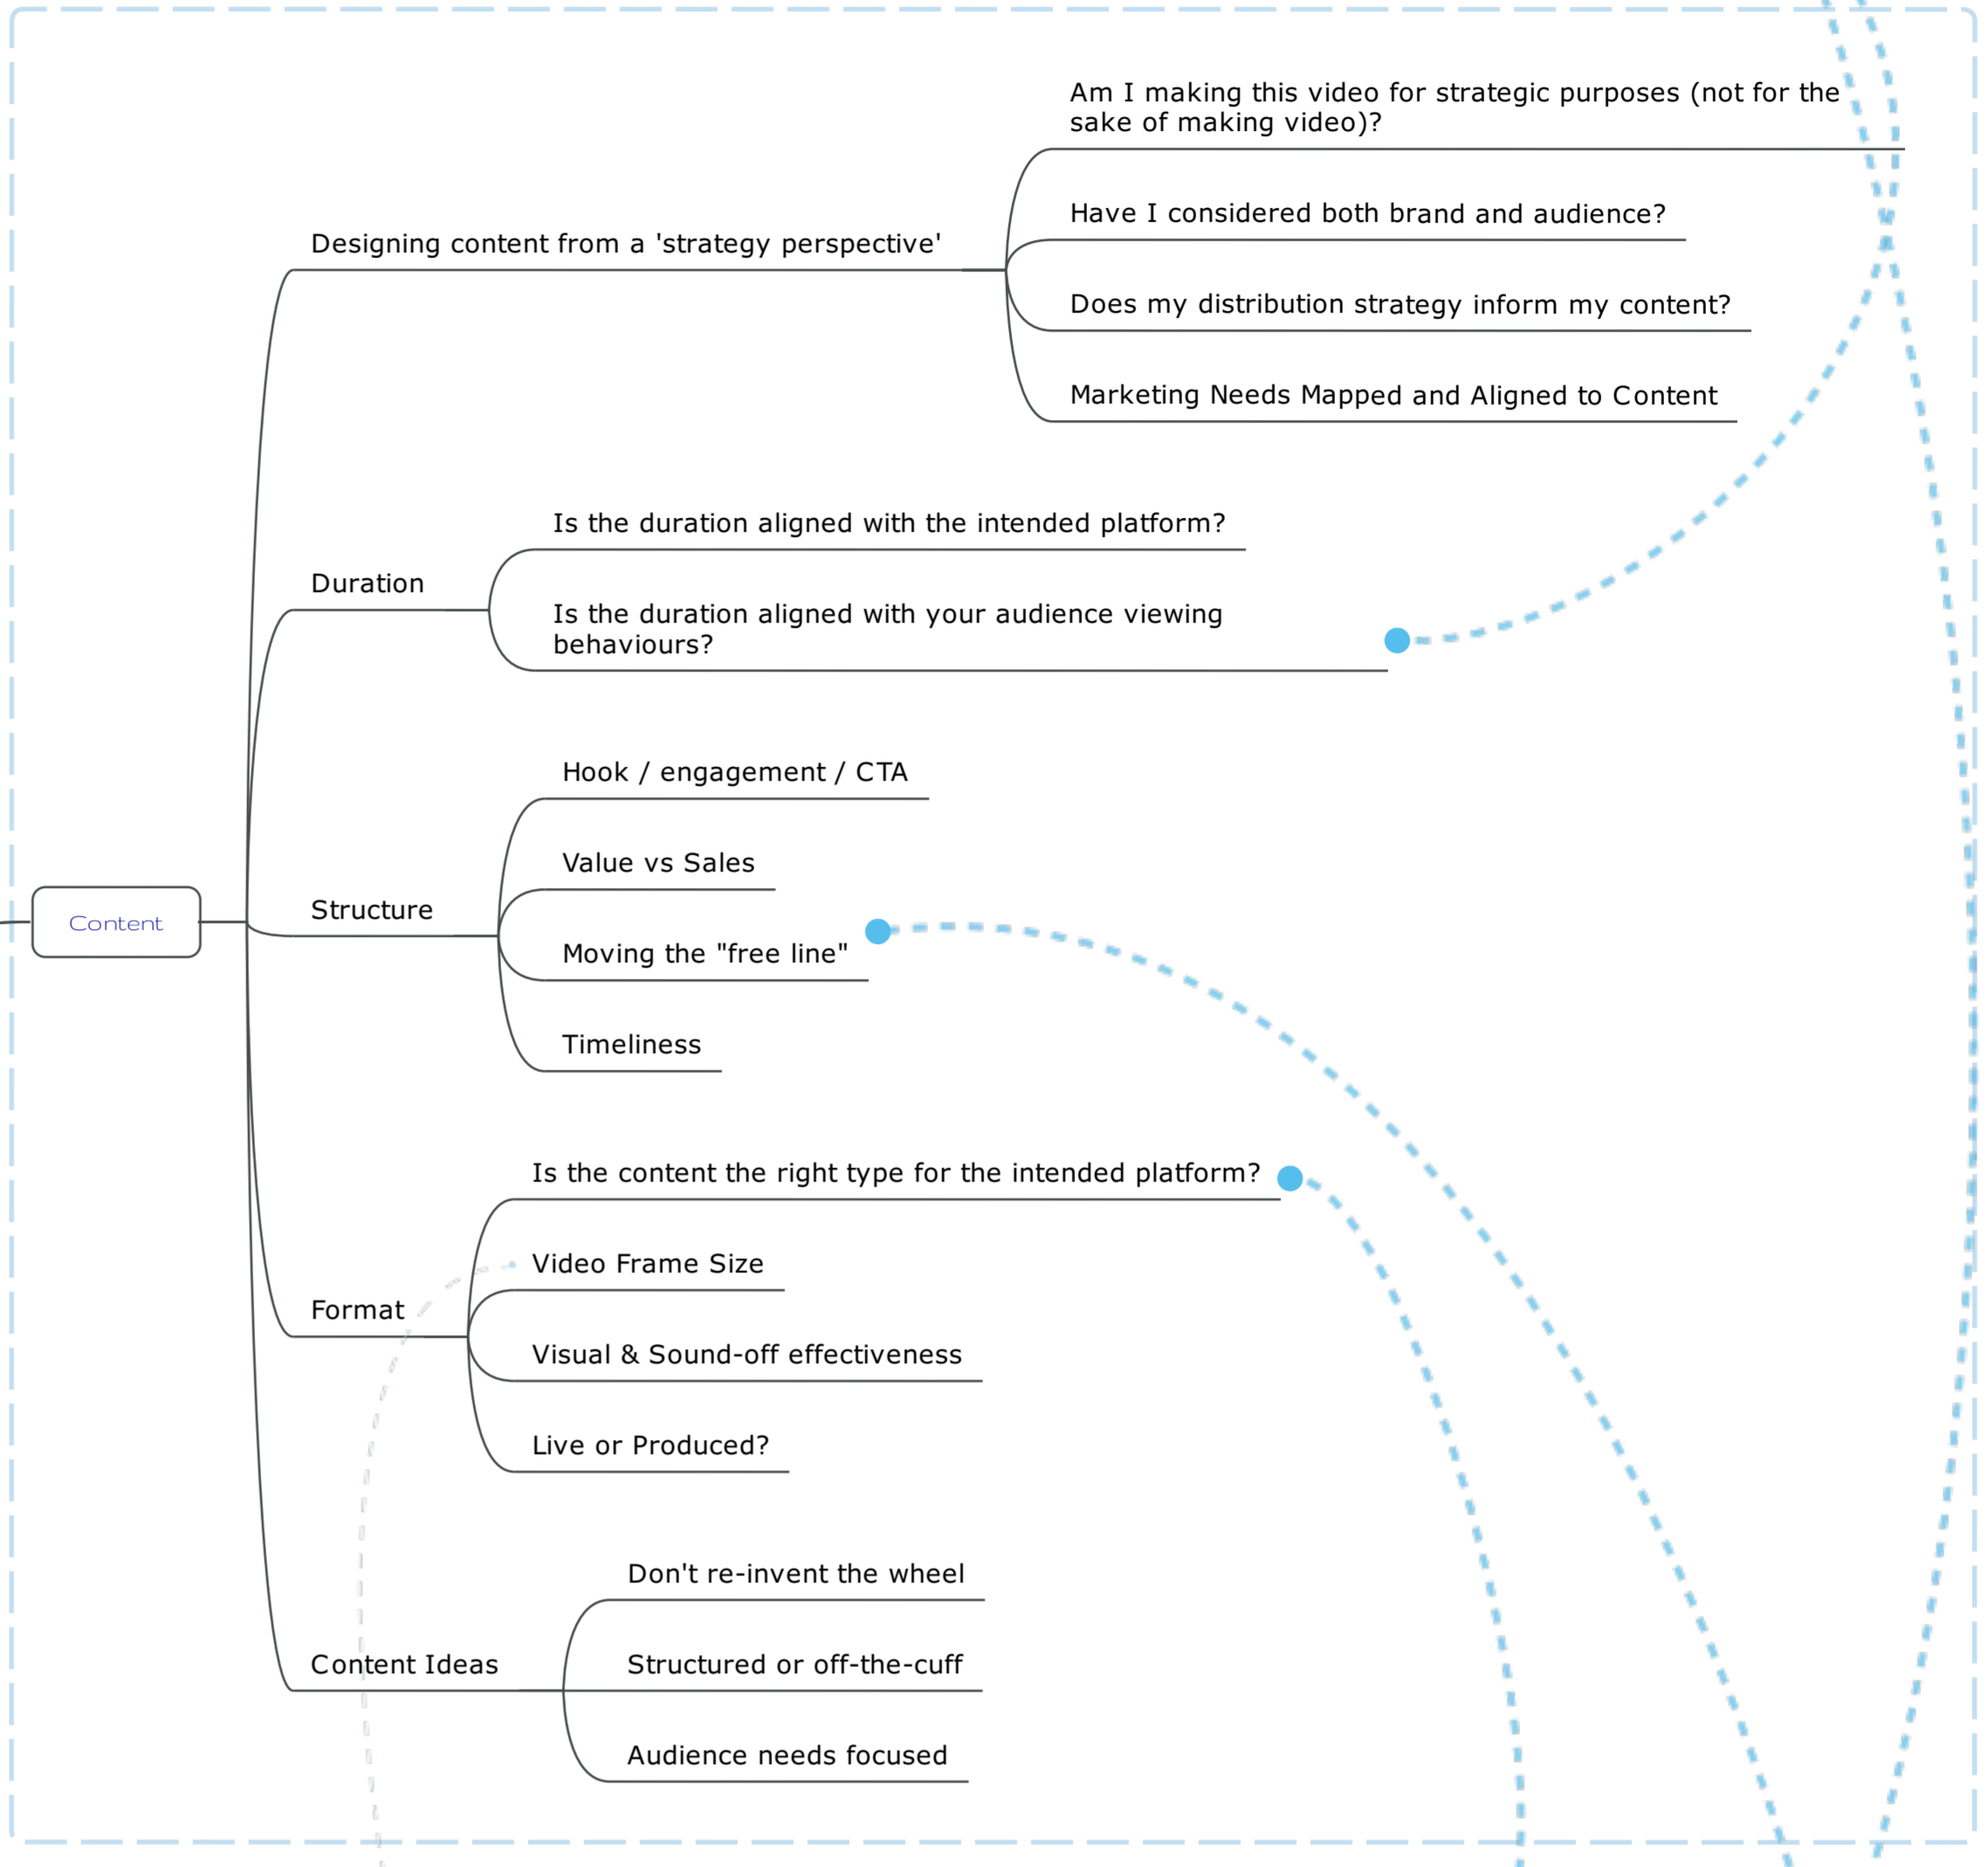 Content
Designing content from a 'strategy perspective'
Am I making this video for strategic purposes (not for the
sake of making video)?
Have I considered both brand and audience?
Does my distribution strategy inform my content?
Marketing Needs Mapped and Aligned to Content
Duration
Is the duration aligned with the intended platform?
Is the duration aligned with your audience viewing
behaviours?
Structure
Hook / engagement / CTA
Value vs Sales
Moving the "free line"
Timeliness
Format
Is the content the right type for the intended platform?
Video Frame Size
Visual & Sound-off effectiveness
Live or Produced?
Content Ideas
Don't re-invent the wheel
Structured or off-the-cuff
Audience needs focused